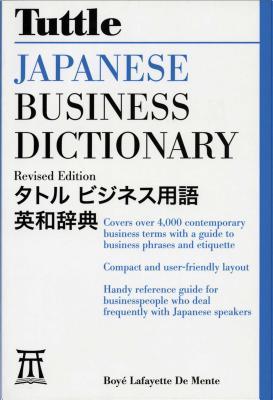 Tuttle
JAPANESE
BUSINESS
DICTIONARY
Revised Edition
タトル ビジネス用語
英和辞典
Covers over 4,000 contemporary
business terms with a guide to
business phrases and etiquette
Compact and user-friendly layout
Handy reference guide for
businesspeople who deal
frequently with Japanese speakers
Boyé Lafayette De Mente